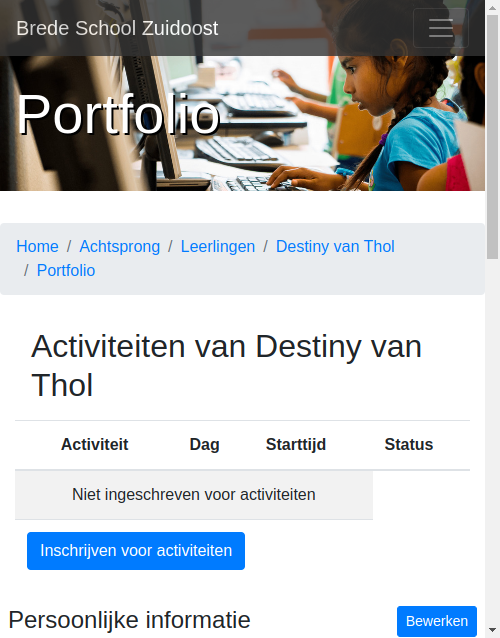 Brede School Zuidoost
Portfolio
Home / Achtsprong / Leerlingen / Destiny van Thol
/ Portfolio
Activiteiten van Destiny van
Thol
Activiteit Dag Starttijd Status
Niet ingeschreven voor activiteiten
Inschrijven voor activiteiten
Persoonlijke informatie Bewerken